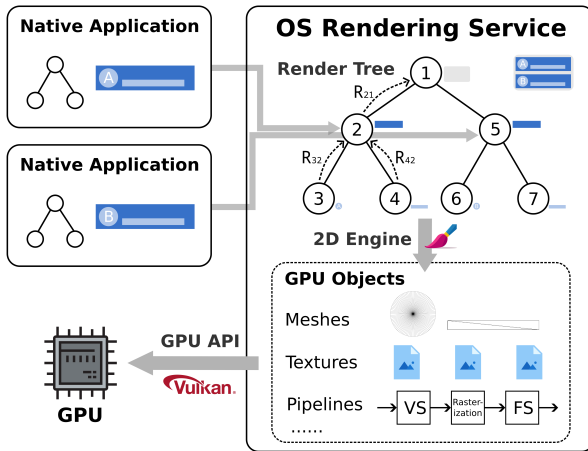 Native Application
A
Native Application
B
OS Rendering Service
Render Tree
A
B
1
R21
2
5
R32
R42
3
A
4
6
B
7
2D Engine
GPU Objects
Meshes
Textures
Pipelines
VS
Raster-
ization
FS
......
GPU API
Vulkan
GPU